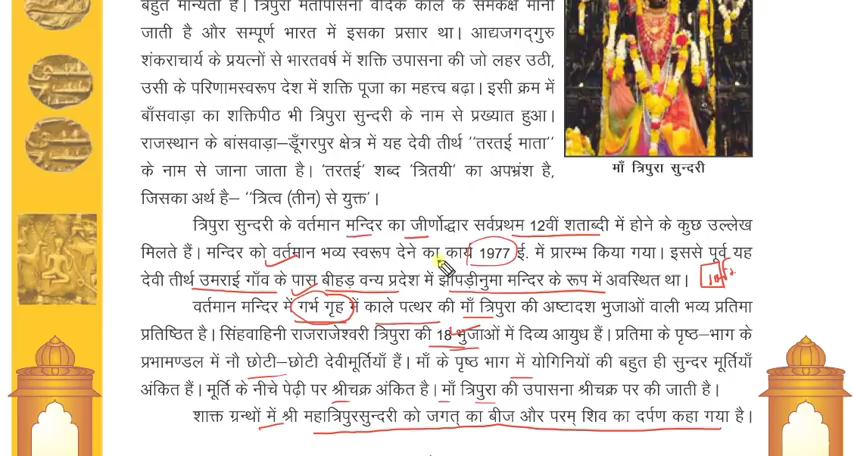 बहुत मान्यता है। त्रिपुरा मतोपासना वैदिक काल के समकक्ष मानी
जाती है और सम्पूर्ण भारत में इसका प्रसार था। आद्यजगद्गुरु
शंकराचार्य के प्रयत्नों से भारतवर्ष में शक्ति उपासना की जो लहर उठी,
उसी के परिणामस्वरूप देश में शक्ति पूजा का महत्त्व बढ़ा। इसी क्रम में
बाँसवाड़ा का शक्तिपीठ भी त्रिपुरा सुन्दरी के नाम से प्रख्यात हुआ।
राजस्थान के बांसवाड़ा–डूँगरपुर क्षेत्र में यह देवी तीर्थ ''तरतई माता''
के नाम से जाना जाता है। 'तरतई' शब्द 'त्रितयी' का अपभ्रंश है,
जिसका अर्थ है– ''त्रित्व (तीन) से युक्त'।
माँ त्रिपुरा सुन्दरी
त्रिपुरा सुन्दरी के वर्तमान मन्दिर का जीर्णोद्धार सर्वप्रथम 12वीं शताब्दी में होने के कुछ उल्लेख
मिलते हैं। मन्दिर को वर्तमान भव्य स्वरूप देने का कार्य 1977 ई. में प्रारम्भ किया गया। इससे पूर्व यह
देवी तीर्थ उमराई गाँव के पास बीहड़ वन्य प्रदेश में झोंपड़ीनुमा मन्दिर के रूप में अवस्थित था।
वर्तमान मन्दिर में गर्भ गृह में काले पत्थर की माँ त्रिपुरा की अष्टादश भुजाओं वाली भव्य प्रतिमा
प्रतिष्ठित है। सिंहवाहिनी राजराजेश्वरी त्रिपुरा की 18 भुजाओं में दिव्य आयुध हैं। प्रतिमा के पृष्ठ–भाग के
प्रभामण्डल में नौ छोटी–छोटी देवीमूर्तियाँ हैं। माँ के पृष्ठ भाग में योगिनियों की बहुत ही सुन्दर मूर्तियाँ
अंकित हैं। मूर्ति के नीचे पेढ़ी पर श्रीचक्र अंकित है। माँ त्रिपुरा की उपासना श्रीचक्र पर की जाती है।
शाक्त ग्रन्थों में श्री महात्रिपुरसुन्दरी को जगत् का बीज और परम् शिव का दर्पण कहा गया है।